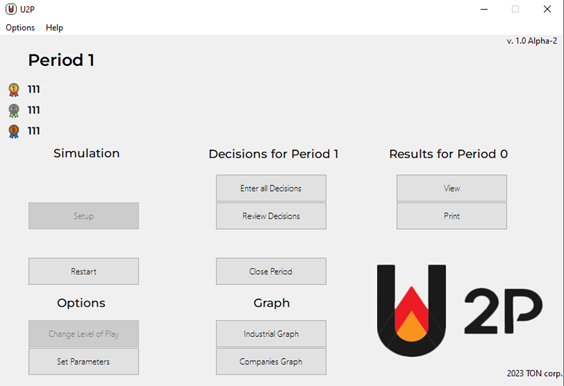 U2P
Options Help
v. 1.0 Alpha-2
Period 1
111
111
111
Simulation
Decisions for Period 1
Results for Period 0
Enter all Decisions
View
Setup
Review Decisions
Print
Restart
Close Period
Options
Graph
Change Level of Play
Industrial Graph
Set Parameters
Companies Graph
U2P
2023 TON corp.